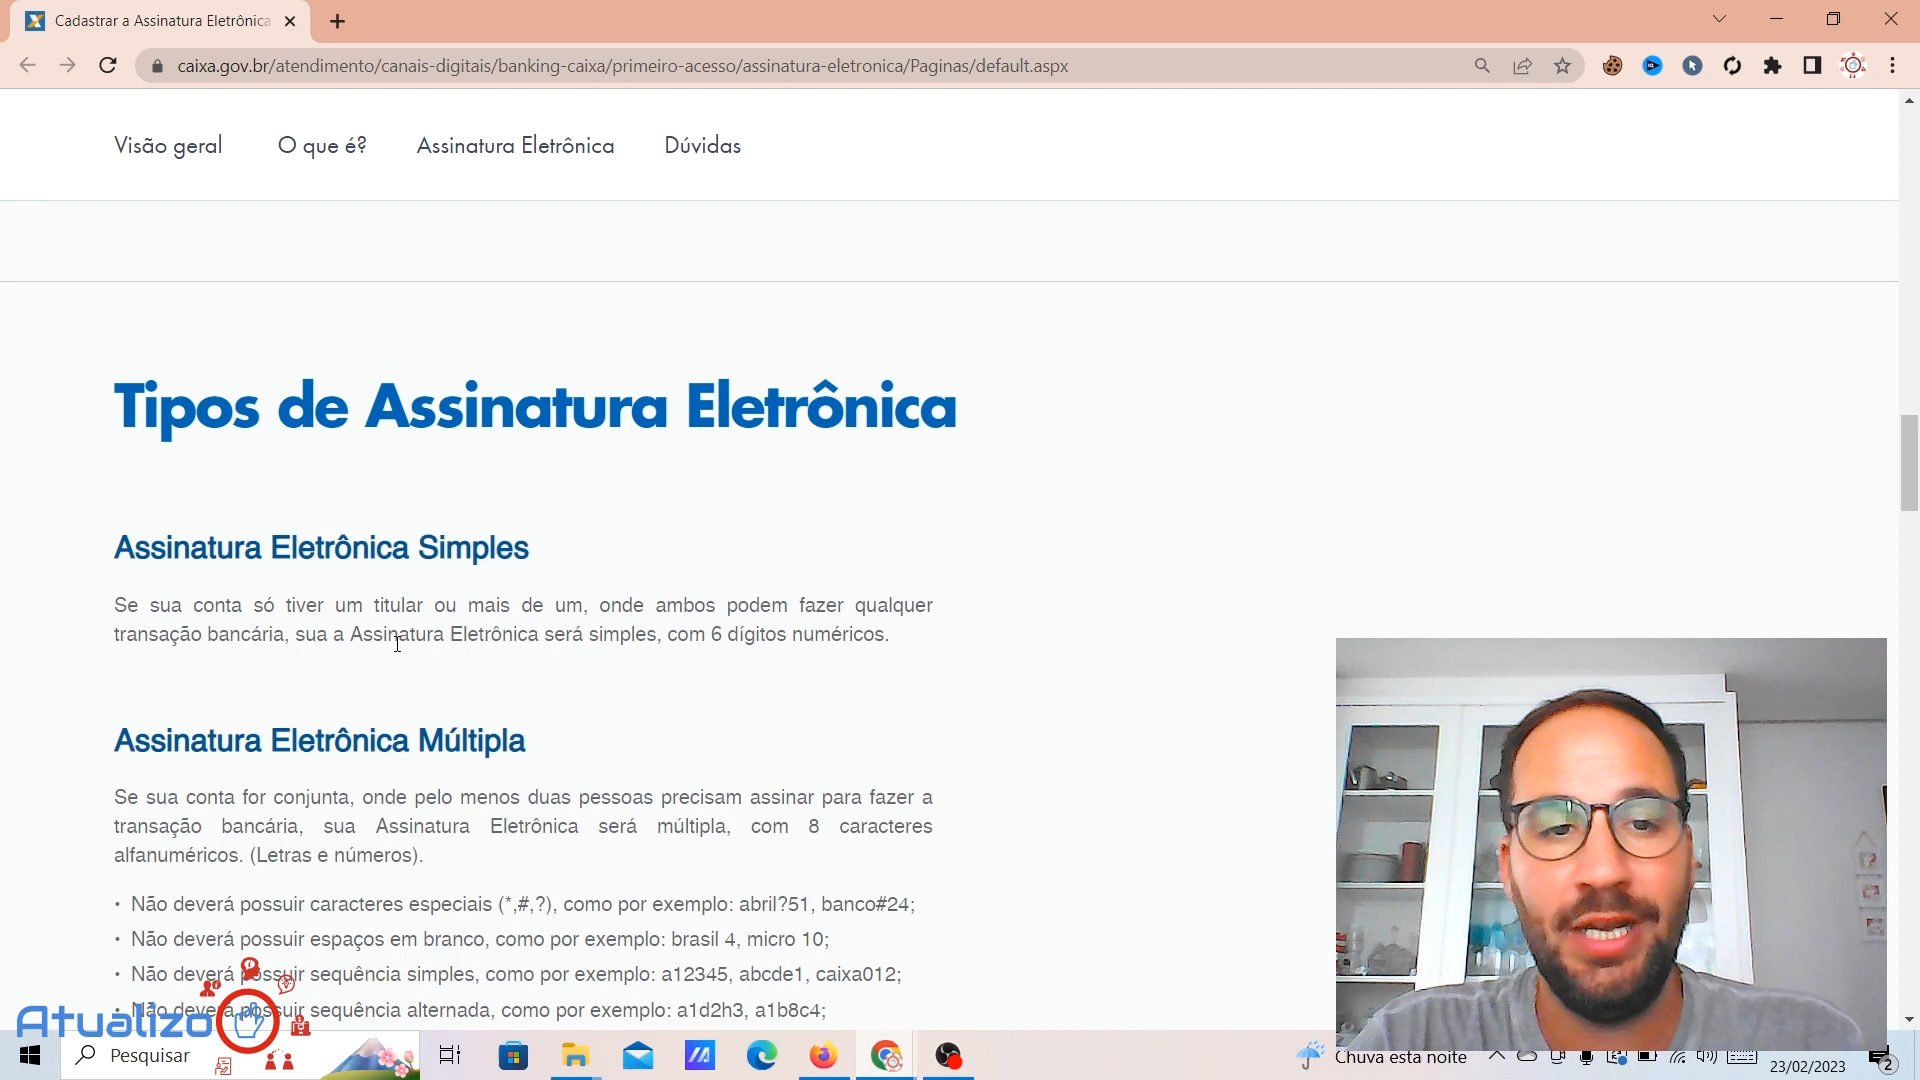 Cadastrar a Assinatura Eletrônica
caixa.gov.br/atendimento/canais-digitais/banking-caixa/primeiro-acesso/assinatura-eletronica/Paginas/default.aspx
Visão geral
O que é?
Assinatura Eletrônica
Dúvidas
Tipos de Assinatura Eletrônica
Assinatura Eletrônica Simples
Se sua conta só tiver um titular ou mais de um, onde ambos podem fazer qualquer
transação bancária, sua a Assinatura Eletrônica será simples, com 6 dígitos numéricos.
Assinatura Eletrônica Múltipla
Se sua conta for conjunta, onde pelo menos duas pessoas precisam assinar para fazer a
transação bancária, sua Assinatura Eletrônica será múltipla, com 8 caracteres
alfanuméricos. (Letras e números).
• Não deverá possuir caracteres especiais (*,#,?), como por exemplo: abril?51, banco#24;
• Não deverá possuir espaços em branco, como por exemplo: brasil 4, micro 10;
• Não deverá possuir sequência simples, como por exemplo: a12345, abcde1, caixa012;
• Não deverá possuir sequência alternada, como por exemplo: a1d2h3, a1b8c4;
Atualizo
Pesquisar
Chuva esta noite
23/02/2023
2